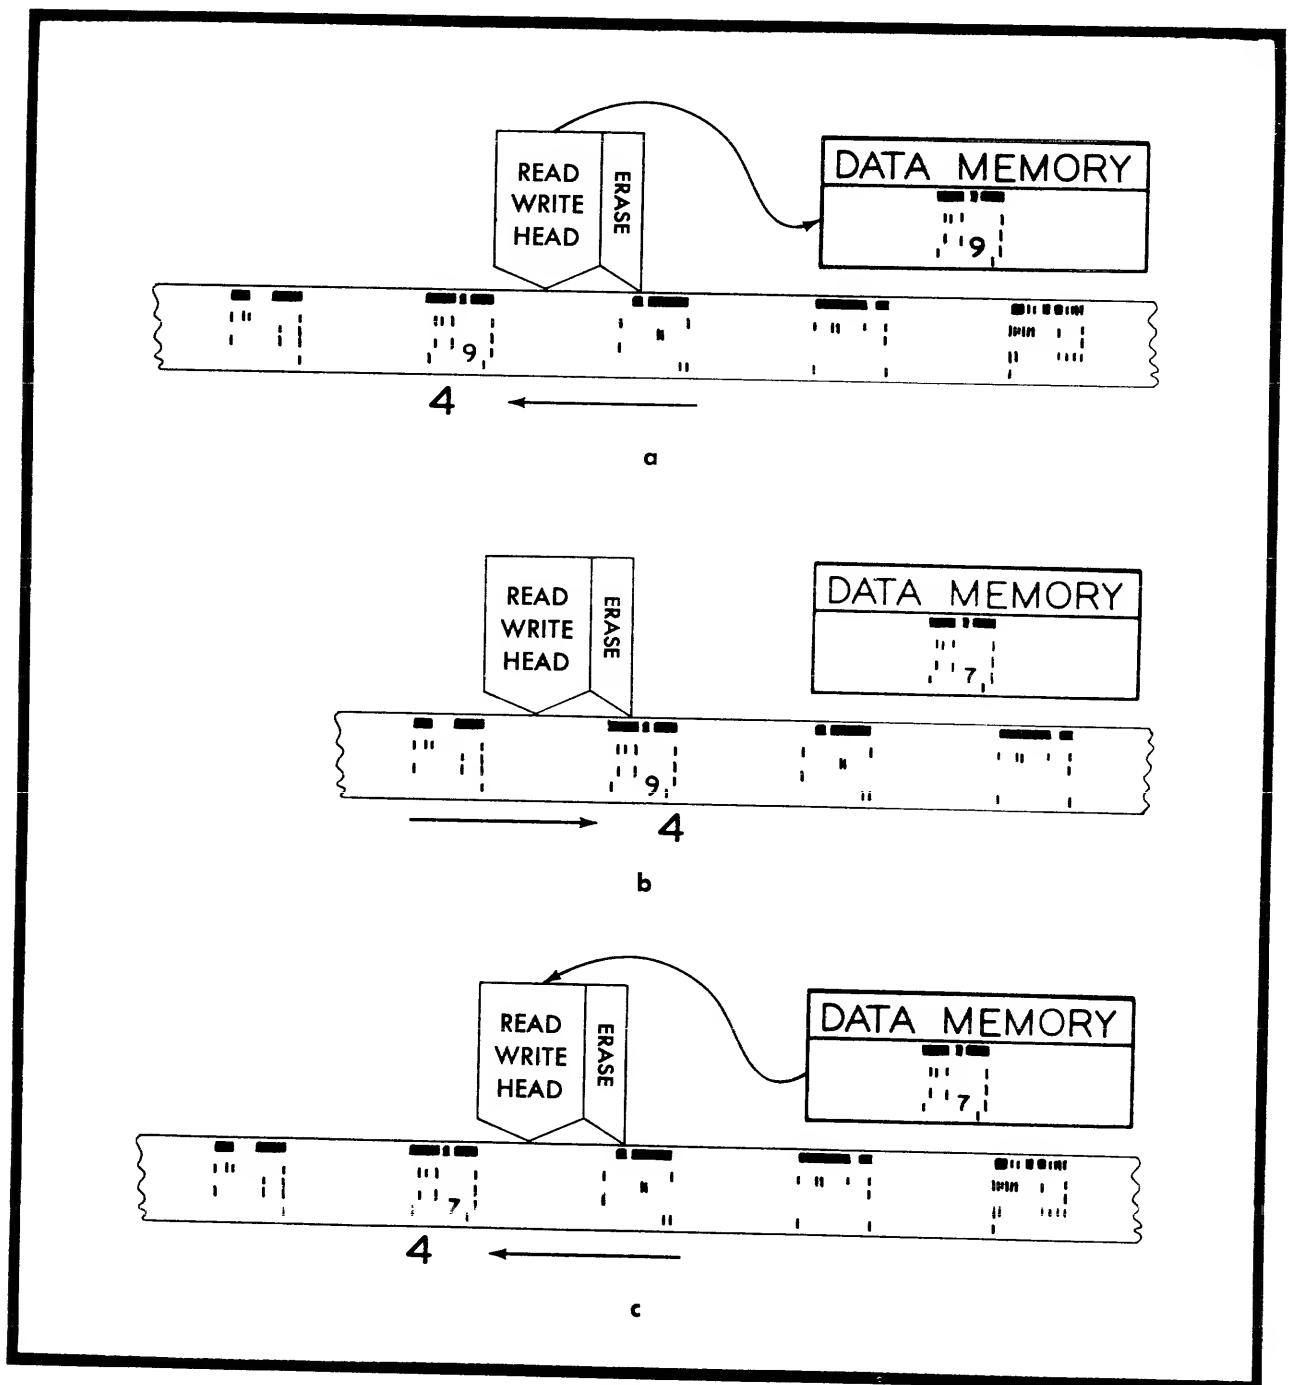 READ
WRITE
HEAD
ERASE
DATA MEMORY
9
9
4
a
READ
WRITE
HEAD
ERASE
DATA MEMORY
7
9
4
b
READ
WRITE
HEAD
ERASE
DATA MEMORY
7
7
4
c